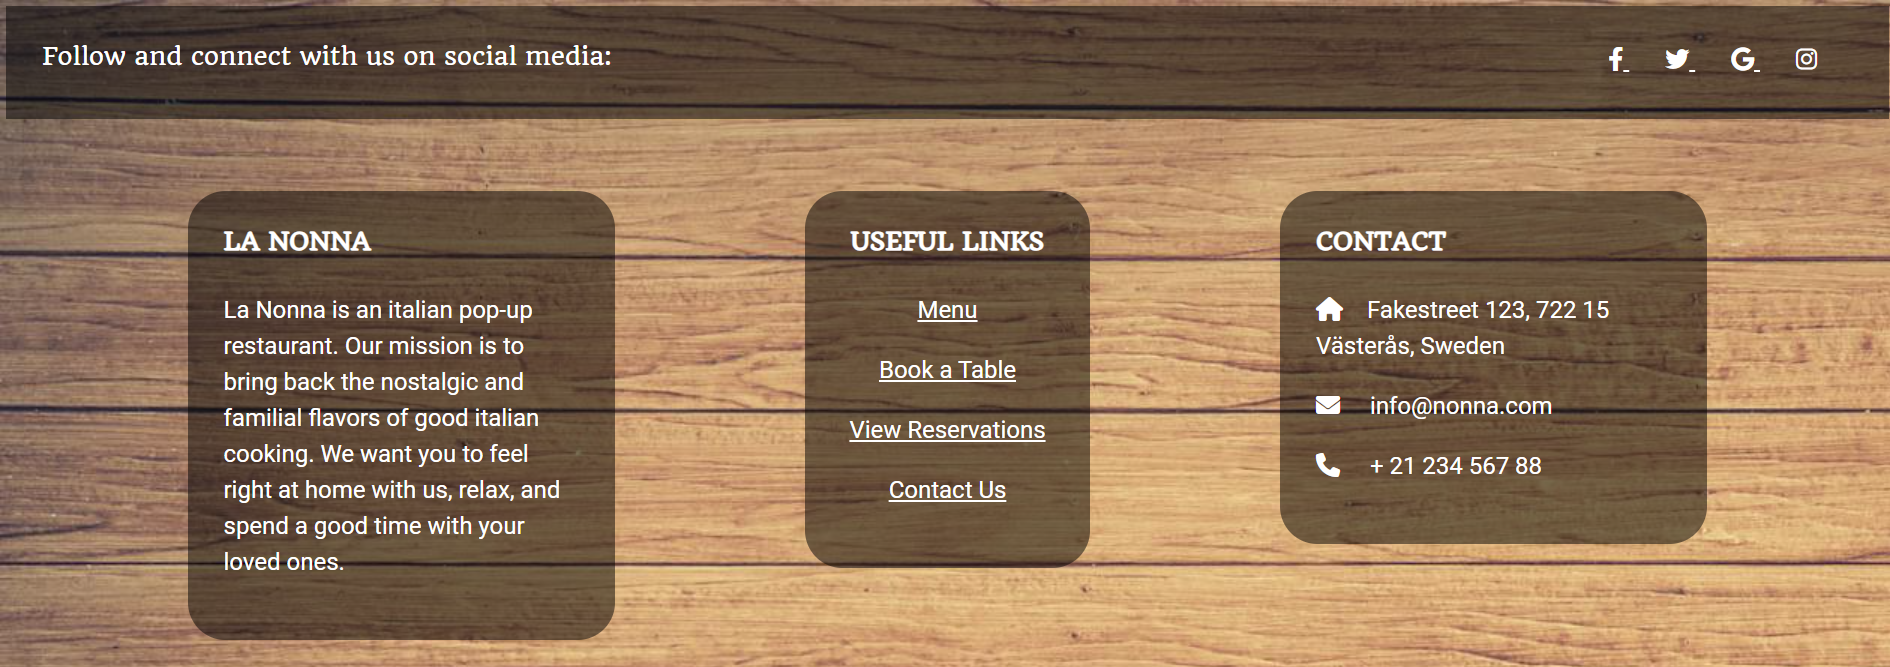 Follow and connect with us on social media:
LA NONNA
La Nonna is an italian pop-up
restaurant. Our mission is to
bring back the nostalgic and
familial flavors of good italian
cooking. We want you to feel
right at home with us, relax, and
spend a good time with your
loved ones.
USEFUL LINKS
Menu
Book a Table
View Reservations
Contact Us
CONTACT
Fakestreet 123, 722 15
Västerås, Sweden
info@nonna.com
+ 21 234 567 88